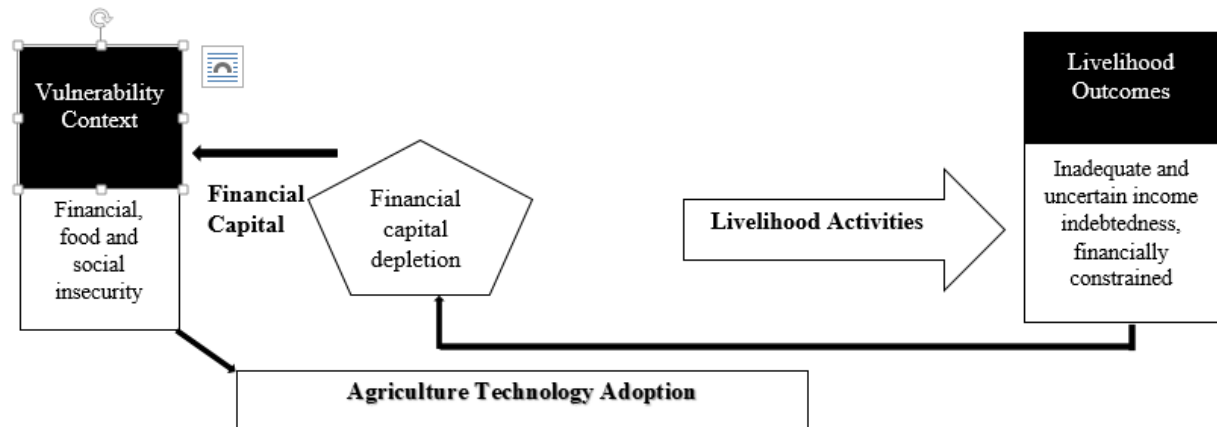 Vulnerability
Context
Financial,
food and
social
insecurity
Financial
Capital
Financial
capital
depletion
Livelihood Activities
Livelihood
Outcomes
Inadequate and
uncertain income
indebtedness,
financially
constrained
Agriculture Technology Adoption